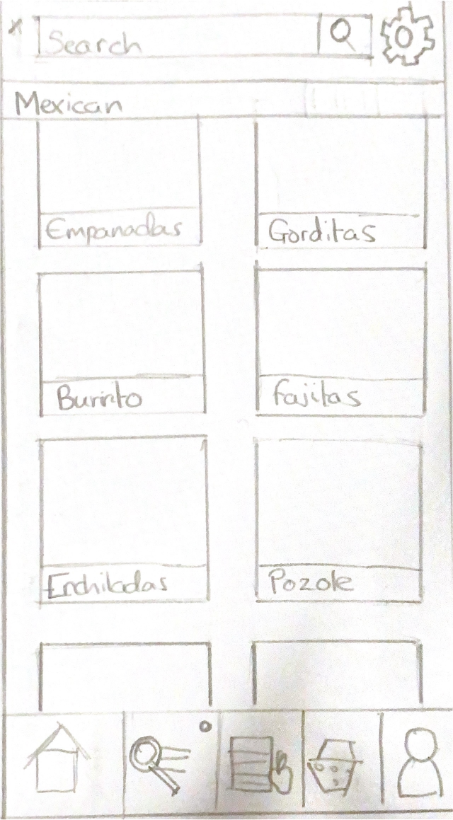 x Search
Mexican
Empanadas Gorditas
Burrito fajitas
Enchiladas Pozole